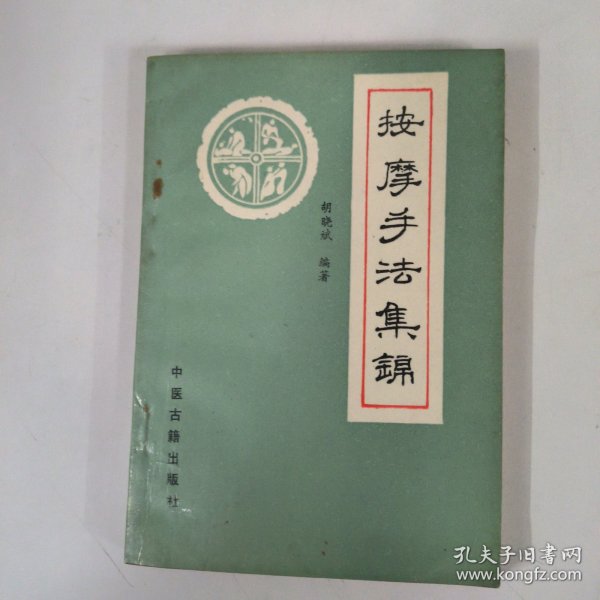 按摩手法集錦
胡晓斌 编著
中医古籍出版社
孔夫子旧書网
www.kongfz.com